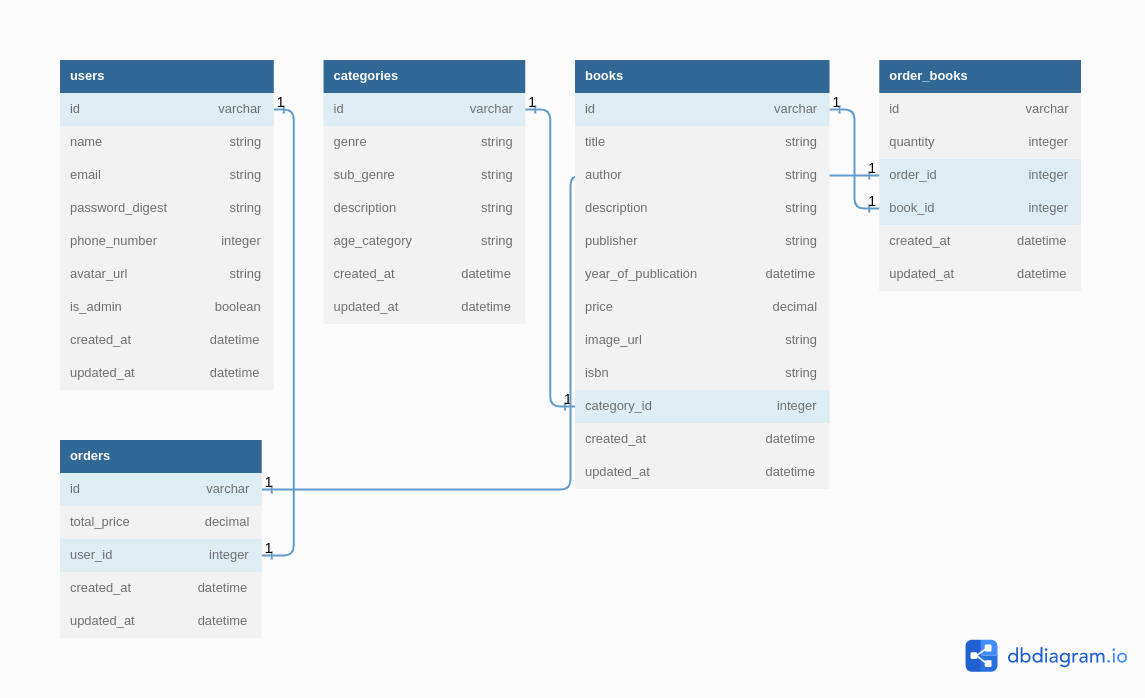 users
id varchar
name string
email string
password_digest string
phone_number integer
avatar_url string
is_admin boolean
created_at datetime
updated_at datetime
1
categories
id varchar
genre string
sub_genre string
description string
age_category string
created_at datetime
updated_at datetime
1
books
id varchar
title string
author string
description string
publisher string
year_of_publication datetime
price decimal
image_url string
isbn string
1 category_id integer
created_at datetime
updated_at datetime
1
order_books
id varchar
quantity integer
1 order_id integer
1 book_id integer
created_at datetime
updated_at datetime
orders
id varchar 1
total_price decimal
user_id integer 1
created_at datetime
updated_at datetime
dbdiagram.io